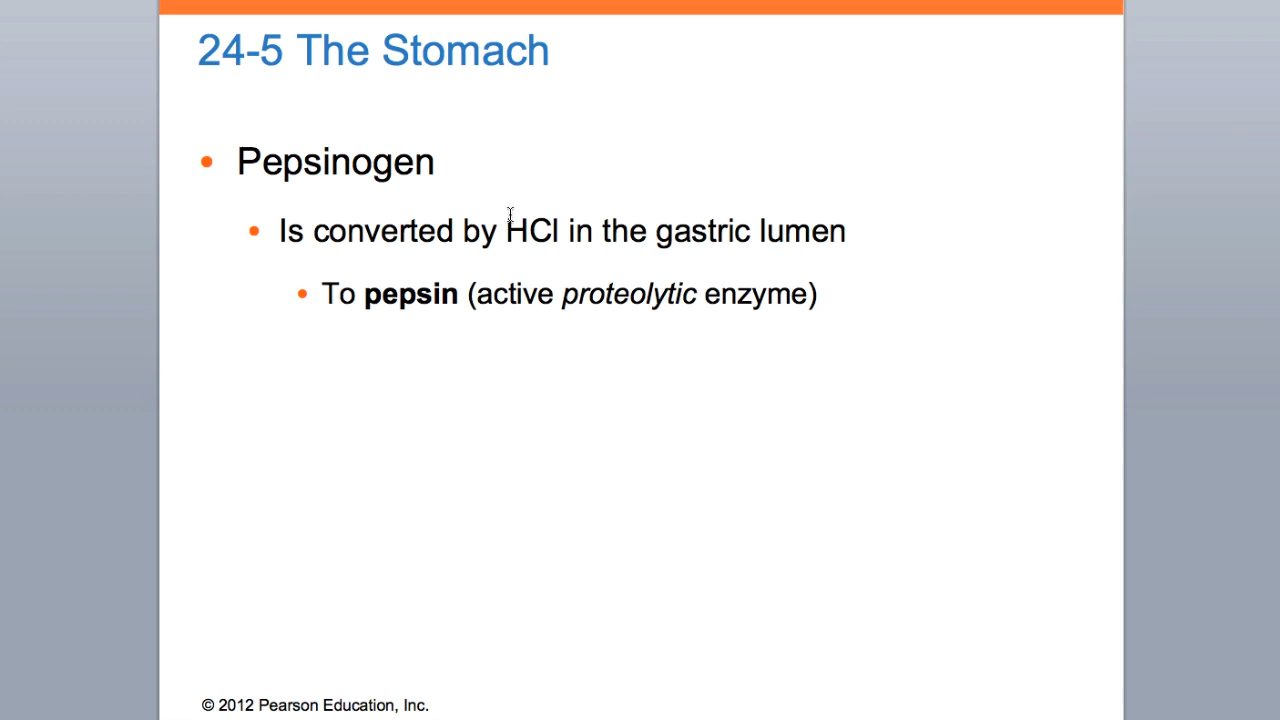 24-5 The Stomach
• Pepsinogen
• Is converted by HCl in the gastric lumen
• To pepsin (active proteolytic enzyme)
© 2012 Pearson Education, Inc.